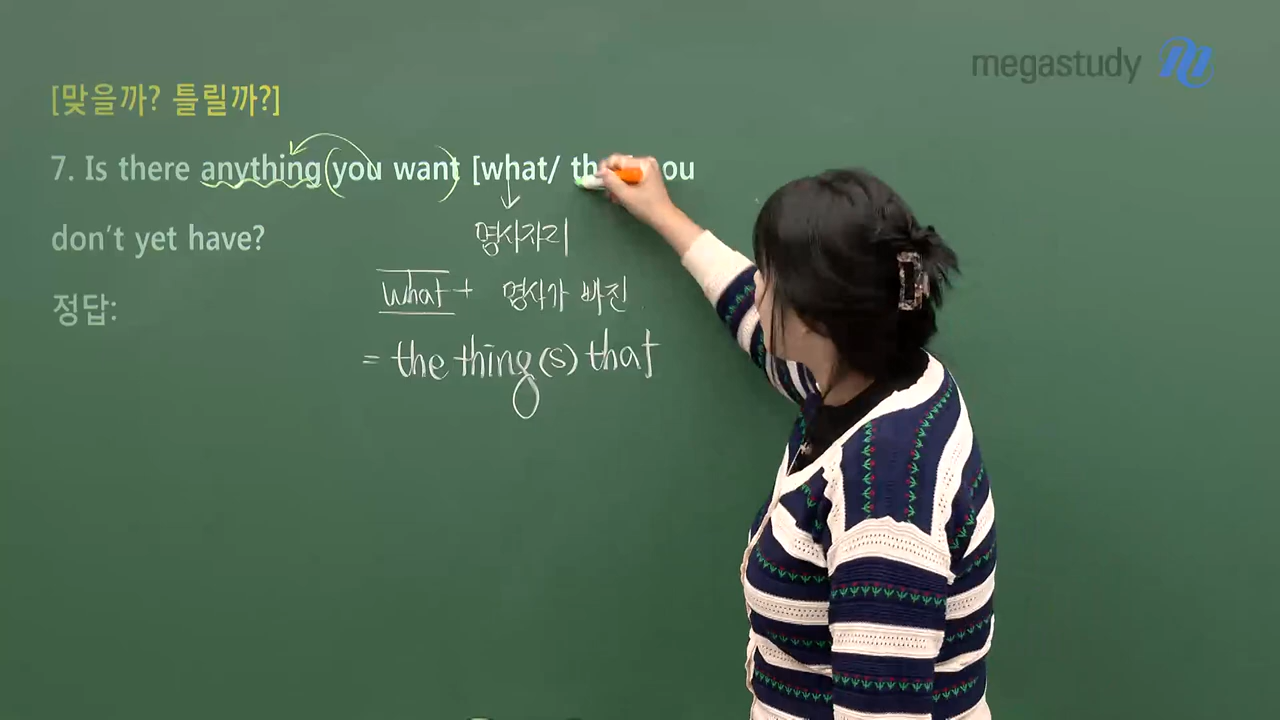 megastudy
[맞을까? 틀릴까?]
7. Is there anything (you want) [what/ ou
don't yet have?
명사자리
정답:
what + 명사가 빠진
= the thing(s) that